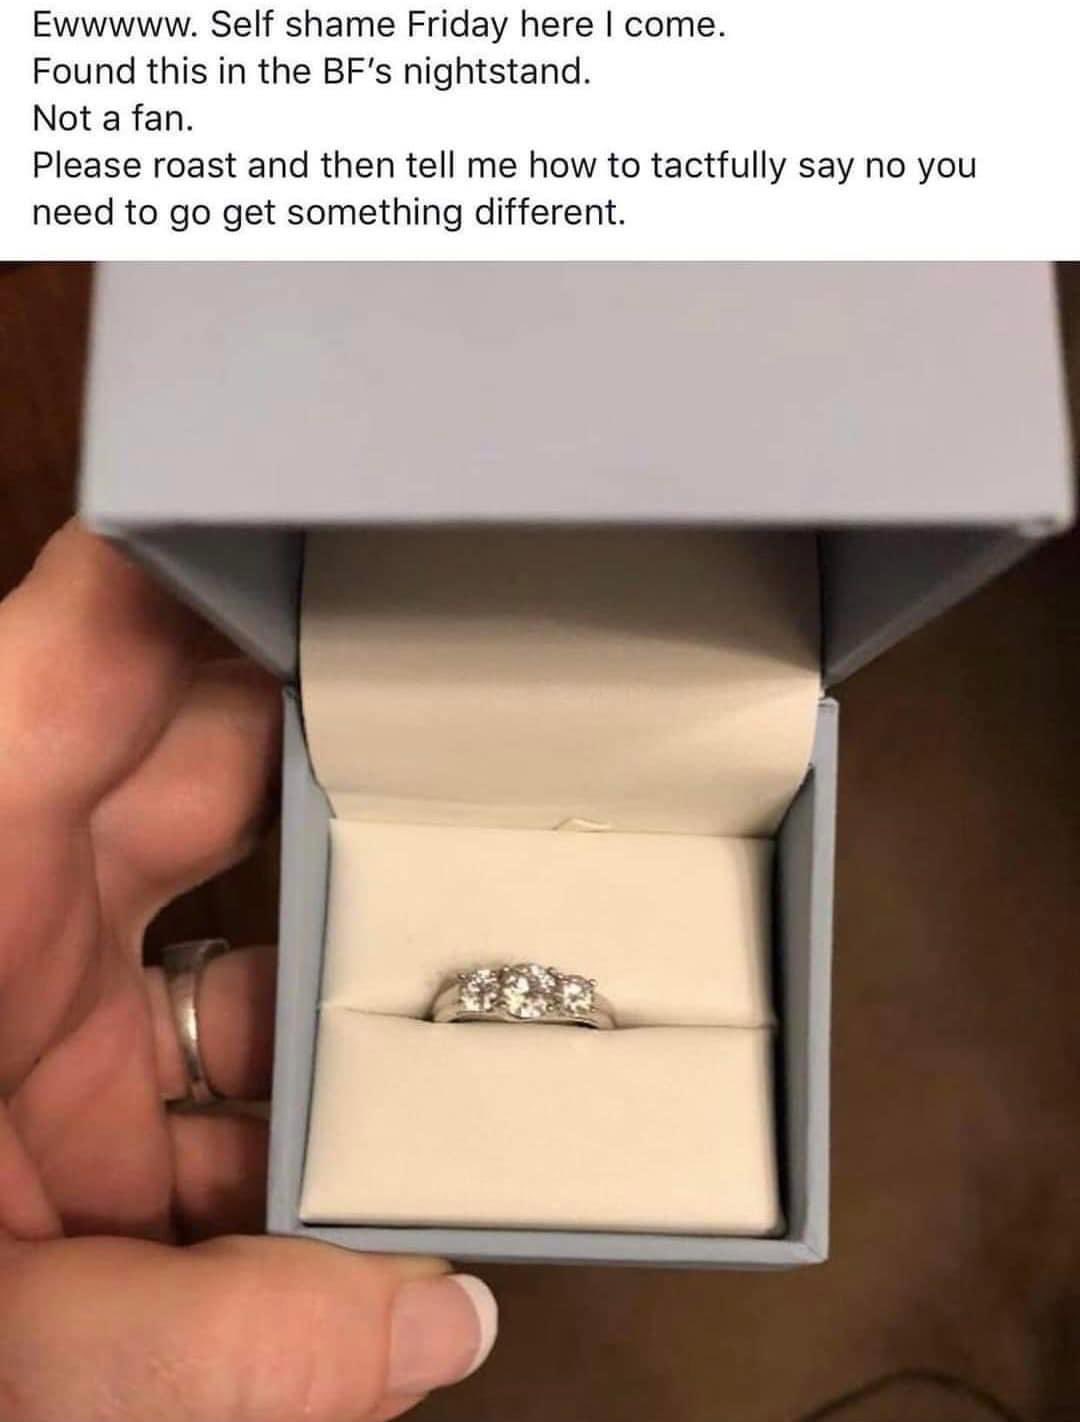 Ewwwww. Self shame Friday here I come.
Found this in the BF's nightstand.
Not a fan.
Please roast and then tell me how to tactfully say no you
need to go get something different.